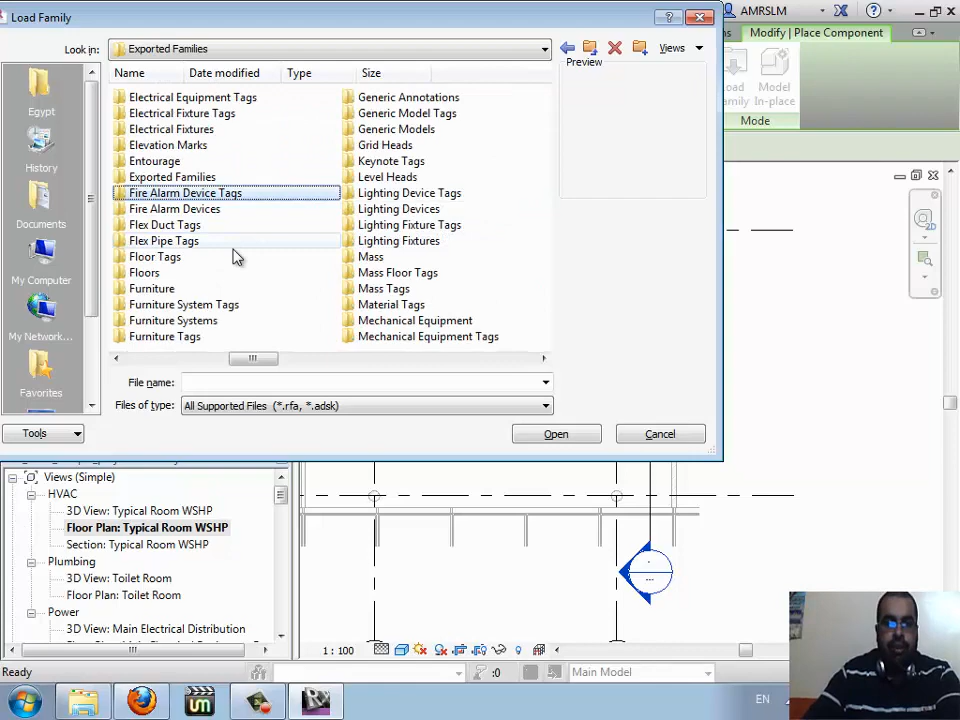 Load Family
AMRSLM
Look in:
Exported Families
Views
Modify | Place Component
Name
Date modified
Type
Size
Preview
Egypt
History
Documents
My Computer
My Network...
Favorites
Electrical Equipment Tags
Electrical Fixture Tags
Electrical Fixtures
Elevation Marks
Entourage
Exported Families
Fire Alarm Device Tags
Fire Alarm Devices
Flex Duct Tags
Flex Pipe Tags
Floor Tags
Floors
Furniture
Furniture System Tags
Furniture Systems
Furniture Tags
Generic Annotations
Generic Model Tags
Generic Models
Grid Heads
Keynote Tags
Level Heads
Lighting Device Tags
Lighting Devices
Lighting Fixture Tags
Lighting Fixtures
Mass
Mass Floor Tags
Mass Tags
Material Tags
Mechanical Equipment
Mechanical Equipment Tags
Load
Family
Model
In-place
Mode
2D
File name:
Files of type:
All Supported Files (*.rfa, *.adsk)
Tools
Open
Cancel
Views (Simple)
HVAC
3D View: Typical Room WSHP
Floor Plan: Typical Room WSHP
Section: Typical Room WSHP
Plumbing
3D View: Toilet Room
Floor Plan: Toilet Room
Power
3D View: Main Electrical Distribution
1 : 100
Ready
:0
Main Model
EN